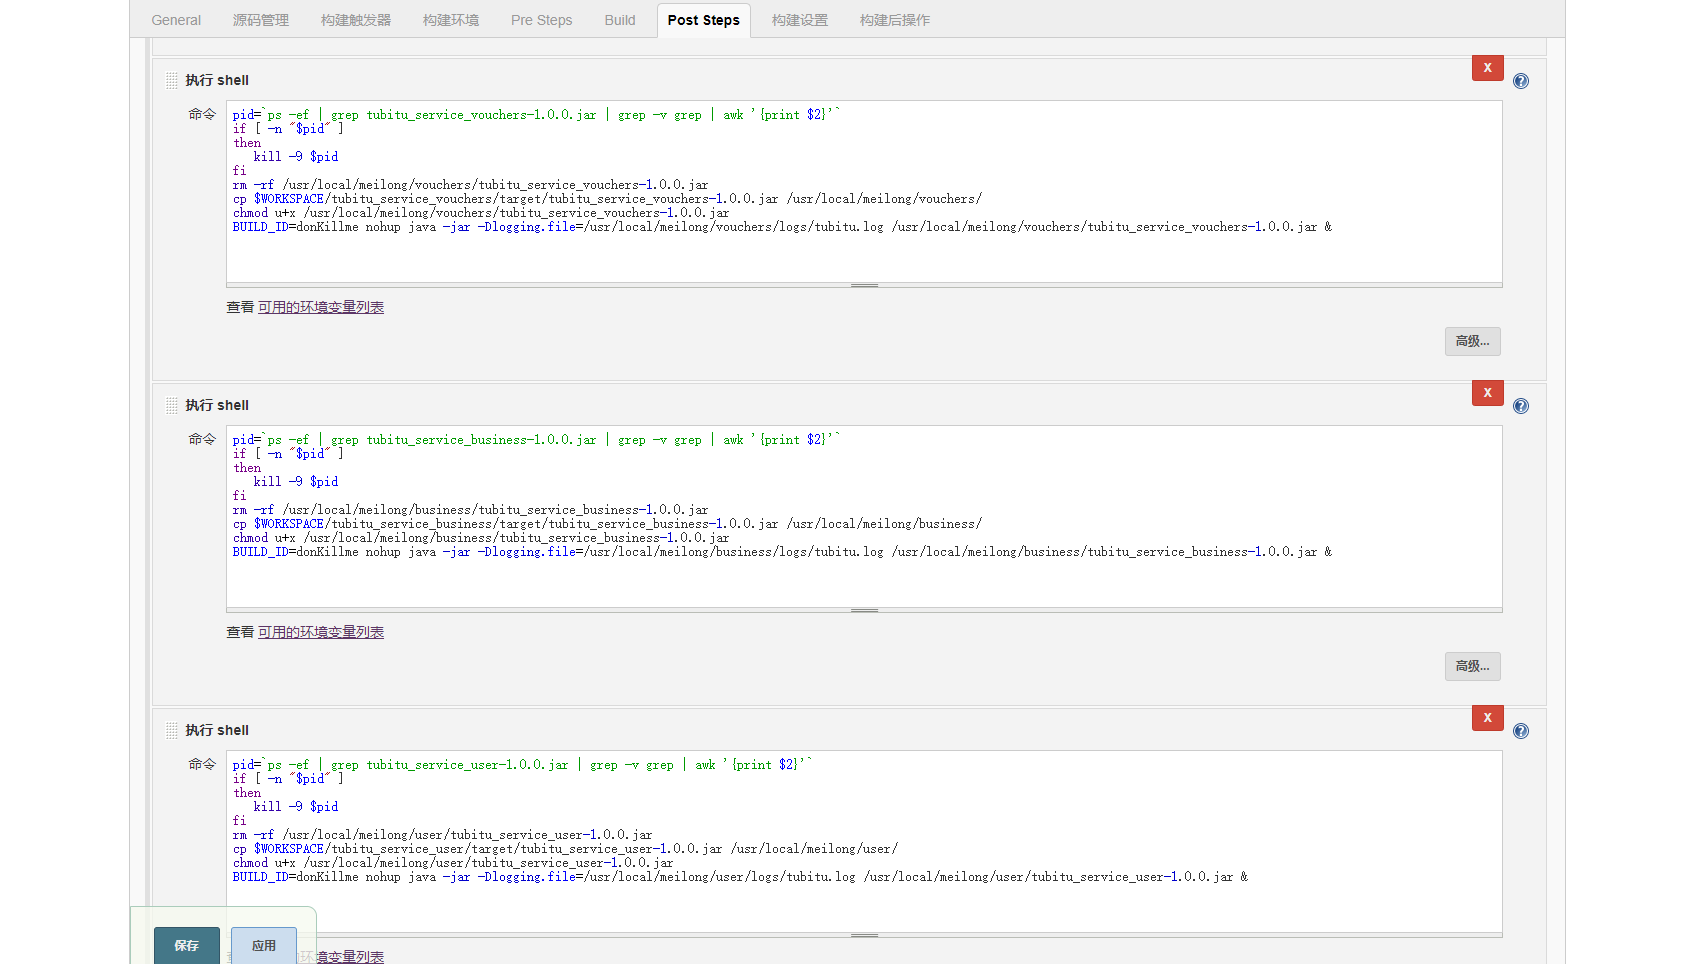 General 源码管理 构建触发器 构建环境 Pre Steps Build Post Steps 构建设置 构建后操作
执行 shell
X
命令
pid=`ps -ef | grep tubitu_service_vouchers-1.0.0.jar | grep -v grep | awk '{print $2}'`
if [ -n "$pid" ]
then
kill -9 $pid
fi
rm -rf /usr/local/meilong/vouchers/tubitu_service_vouchers-1.0.0.jar
cp $WORKSPACE/tubitu_service_vouchers/target/tubitu_service_vouchers-1.0.0.jar /usr/local/meilong/vouchers/
chmod u+x /usr/local/meilong/vouchers/tubitu_service_vouchers-1.0.0.jar
BUILD_ID=donKillme nohup java -jar -Dlogging.file=/usr/local/meilong/vouchers/logs/tubitu.log /usr/local/meilong/vouchers/tubitu_service_vouchers-1.0.0.jar &
查看 可用的环境变量列表
高级...
执行 shell
X
命令
pid=`ps -ef | grep tubitu_service_business-1.0.0.jar | grep -v grep | awk '{print $2}'`
if [ -n "$pid" ]
then
kill -9 $pid
fi
rm -rf /usr/local/meilong/business/tubitu_service_business-1.0.0.jar
cp $WORKSPACE/tubitu_service_business/target/tubitu_service_business-1.0.0.jar /usr/local/meilong/business/
chmod u+x /usr/local/meilong/business/tubitu_service_business-1.0.0.jar
BUILD_ID=donKillme nohup java -jar -Dlogging.file=/usr/local/meilong/business/logs/tubitu.log /usr/local/meilong/business/tubitu_service_business-1.0.0.jar &
查看 可用的环境变量列表
高级...
执行 shell
X
命令
pid=`ps -ef | grep tubitu_service_user-1.0.0.jar | grep -v grep | awk '{print $2}'`
if [ -n "$pid" ]
then
kill -9 $pid
fi
rm -rf /usr/local/meilong/user/tubitu_service_user-1.0.0.jar
cp $WORKSPACE/tubitu_service_user/target/tubitu_service_user-1.0.0.jar /usr/local/meilong/user/
chmod u+x /usr/local/meilong/user/tubitu_service_user-1.0.0.jar
BUILD_ID=donKillme nohup java -jar -Dlogging.file=/usr/local/meilong/user/logs/tubitu.log /usr/local/meilong/user/tubitu_service_user-1.0.0.jar &
保存 应用
环境变量列表